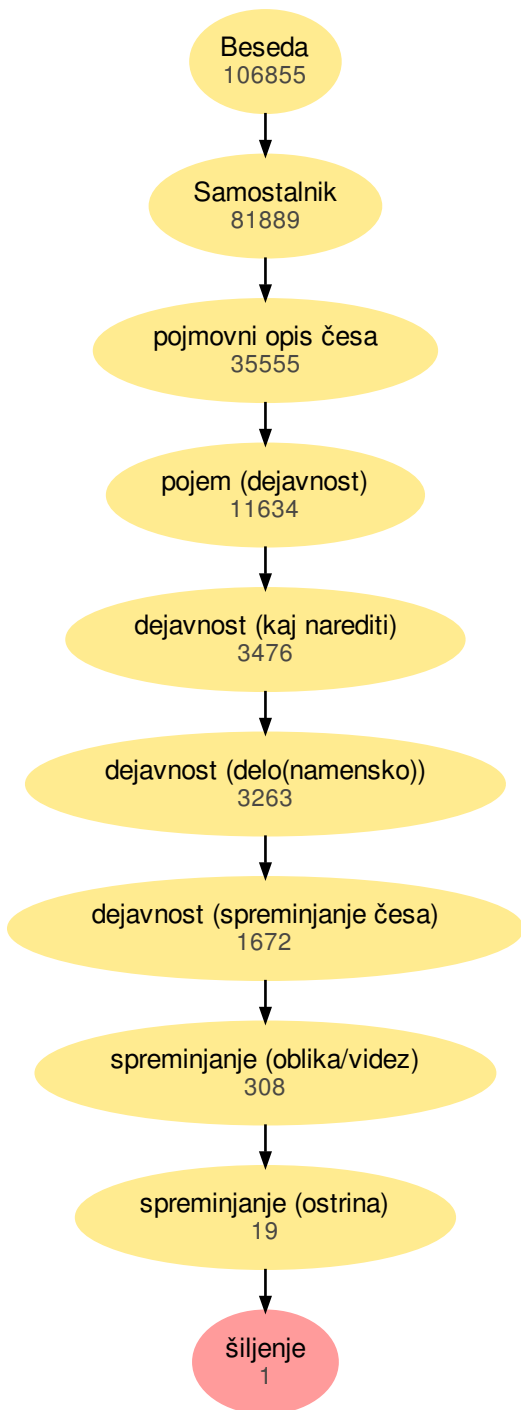 Beseda
106855
Samostalnik
81889
pojmovni opis česa
35555
pojem (dejavnost)
11634
dejavnost (kaj narediti)
3476
dejavnost (delo(namensko))
3263
dejavnost (spreminjanje česa)
1672
spreminjanje (oblika/videz)
308
spreminjanje (ostrina)
19
šiljenje
1